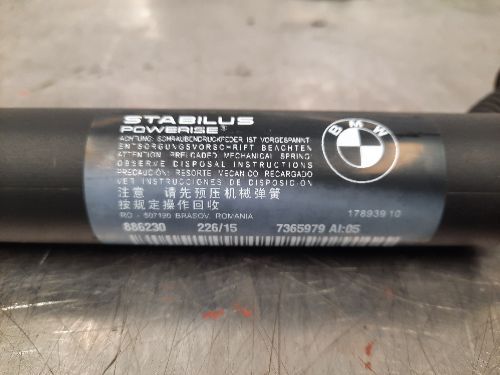 STABILUS
POWERISE®
BMW
ACHTUNG: SCHRAUBENDRUCKFEDER IST VORGESPANNT
ENTSORGUNGSVORSCHRIFT BEACHTEN
ATTENTION: PRELOADED MECHANICAL SPRING
OBSERVE DISPOSAL INSTRUCTIONS
PRECAUCIÓN: RESORTE MECANICO RECARGADO
VER INSTRUCCIONES DE DISPOSICION
注意 请先预压机械弹簧
按规定操作回收
RO - 507190 BRASOV, ROMANIA
17893910
886230 226/15 7365979 AI:05